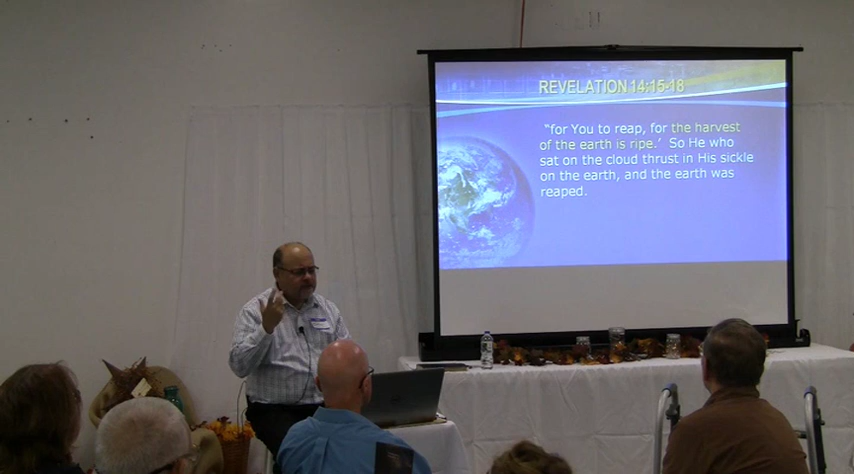 REVELATION 14:15-18
"for You to reap, for the harvest
of the earth is ripe.' So He who
sat on the cloud thrust in His sickle
on the earth, and the earth was
reaped.